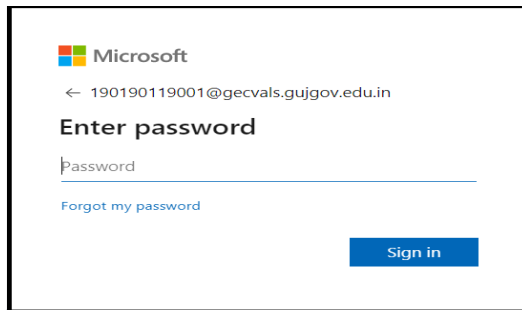 Microsoft
← 190190119001@gecvals.gujgov.edu.in
Enter password
Password
Forgot my password
Sign in